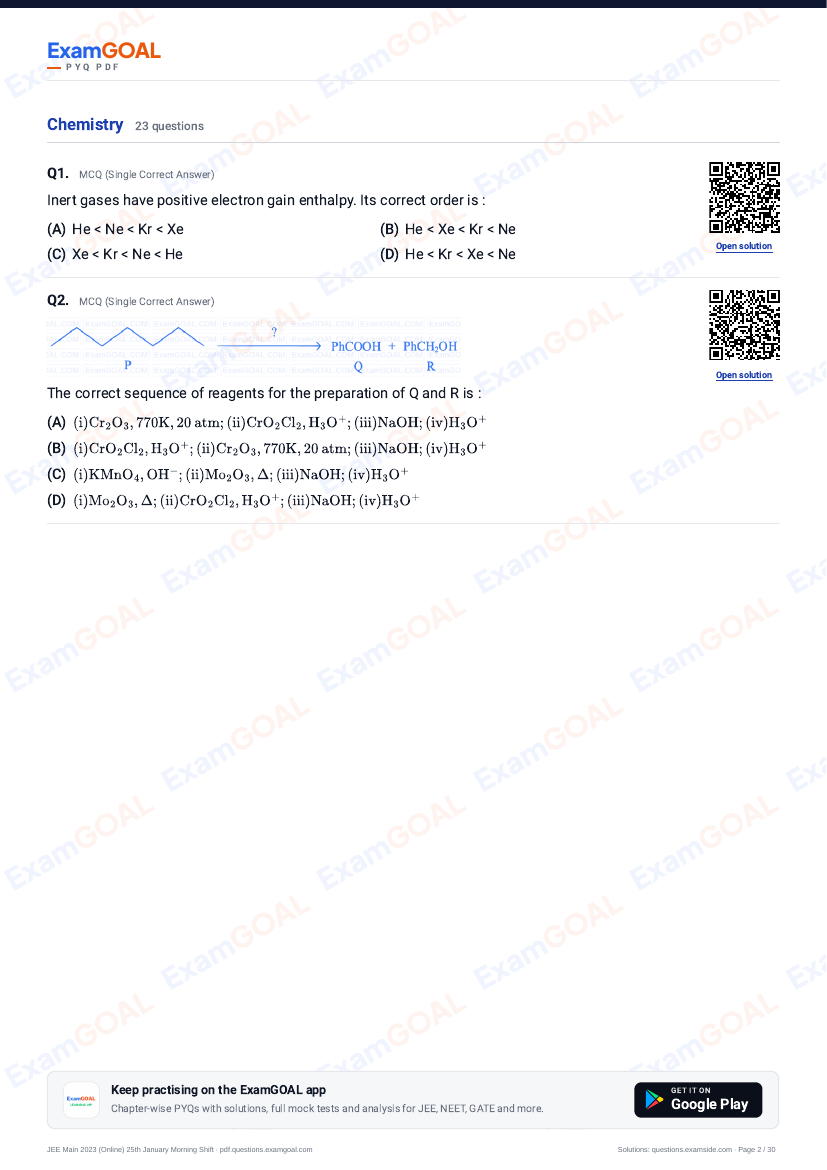 ExamGOAL
PYQ PDF
Chemistry 23 questions
Q1. MCQ (Single Correct Answer)
Inert gases have positive electron gain enthalpy. Its correct order is :
(A) He < Ne < Kr < Xe (B) He < Xe < Kr < Ne
(C) Xe < Kr < Ne < He (D) He < Kr < Xe < Ne
Open solution
Q2. MCQ (Single Correct Answer)
?
PhCOOH + PhCH₂OH
P Q R
Open solution
The correct sequence of reagents for the preparation of Q and R is :
(A) (i)Cr₂O₃, 770K, 20 atm; (ii)CrO₂Cl₂, H₃O⁺; (iii)NaOH; (iv)H₃O⁺
(B) (i)CrO₂Cl₂, H₃O⁺; (ii)Cr₂O₃, 770K, 20 atm; (iii)NaOH; (iv)H₃O⁺
(C) (i)KMnO₄, OH⁻; (ii)Mo₂O₃, Δ; (iii)NaOH; (iv)H₃O⁺
(D) (i)Mo₂O₃, Δ; (ii)CrO₂Cl₂, H₃O⁺; (iii)NaOH; (iv)H₃O⁺
ExamGOAL
Keep practising on the ExamGOAL app
Chapter-wise PYQs with solutions, full mock tests and analysis for JEE, NEET, GATE and more.
GET IT ON
Google Play
JEE Main 2023 (Online) 25th January Morning Shift · pdf.questions.examgoal.com
Solutions: questions.examside.com · Page 2 / 30